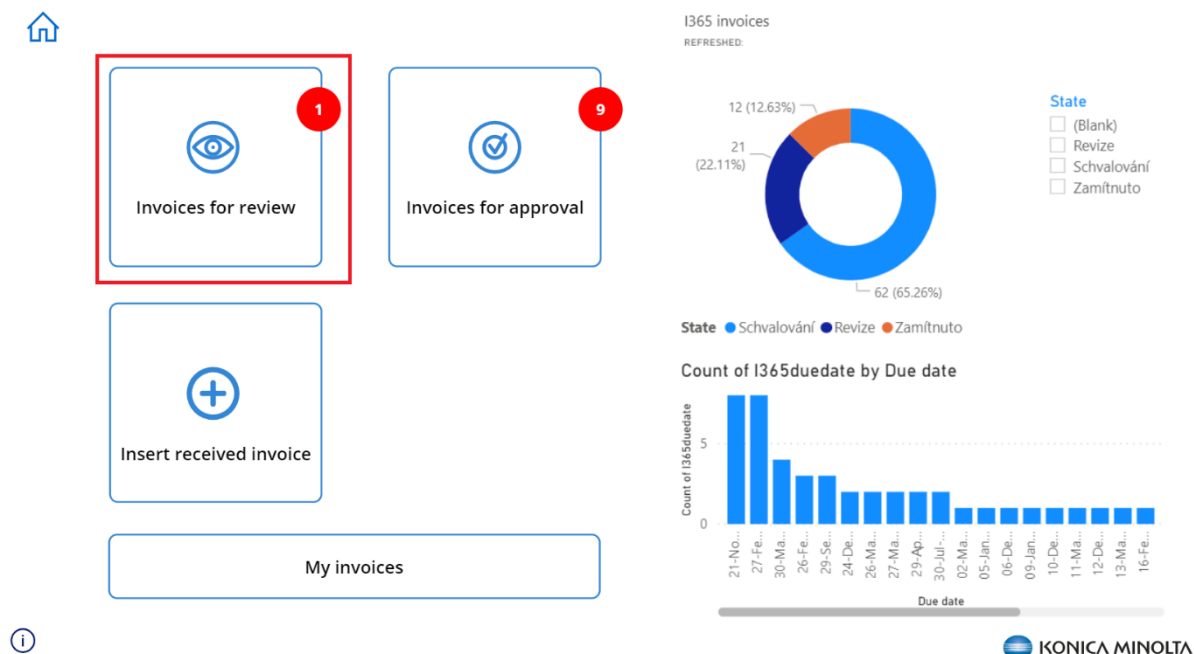 1
Invoices for review
9
Invoices for approval
Insert received invoice
My invoices
I365 invoices
REFRESHED:
12 (12.63%)
21
(22.11%)
62 (65.26%)
State
(Blank)
Revize
Schvalování
Zamítnuto
State Schvalování Revize Zamítnuto
Count of I365duedate by Due date
Count of I365duedate
5
0
21-No...
27-Fe...
30-Ma...
26-Fe...
29-Se...
24-De...
26-Ma...
27-Ma...
29-Ap...
30-Jul-...
02-Ma...
05-Jan...
06-De...
09-Jan...
10-De...
11-Ma...
12-De...
13-Ma...
16-Fe...
Due date
KONICA MINOLTA